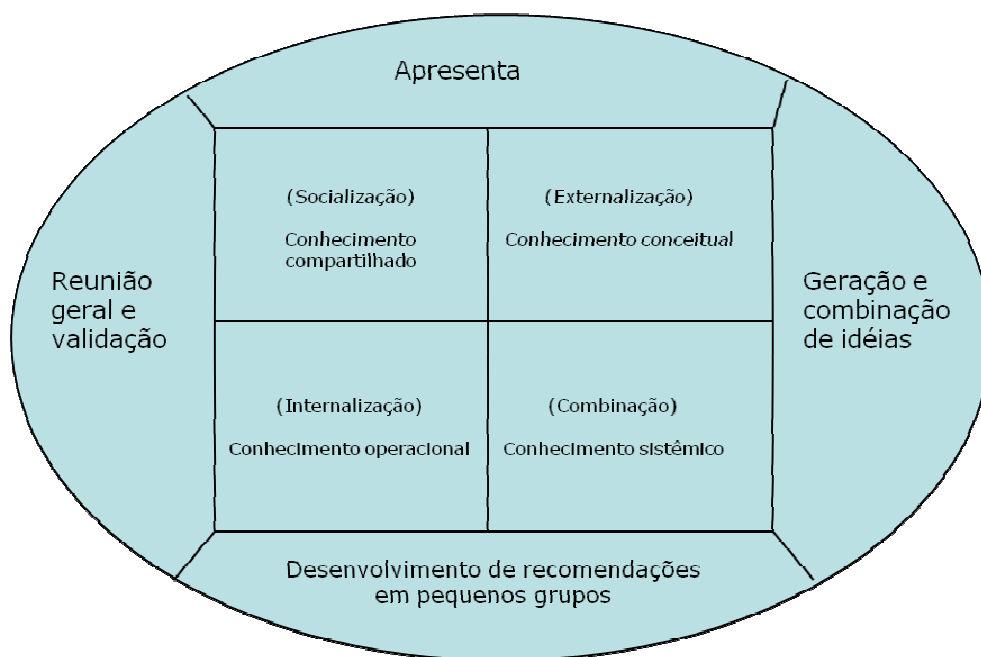 Apresenta
(Socialização)
Conhecimento
compartilhado
(Externalização)
Conhecimento conceitual
Reunião
geral e
validação
Geração e
combinação
de idéias
(Internalização)
Conhecimento operacional
(Combinação)
Conhecimento sistêmico
Desenvolvimento de recomendações
em pequenos grupos